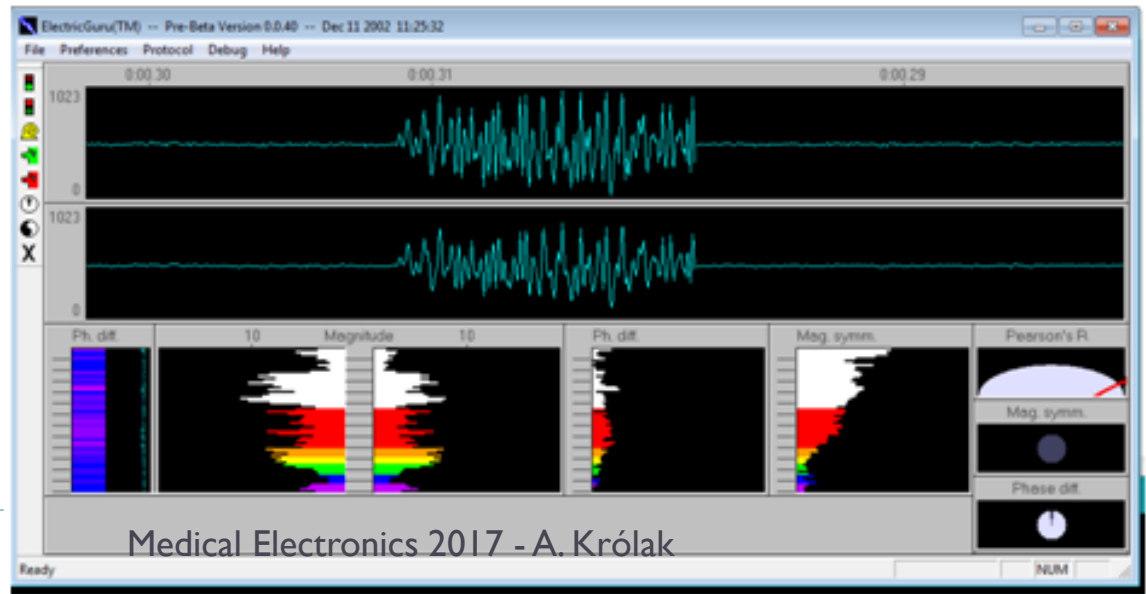 ElectricGuru(TM) -- Pre-Beta Version 0.0.40 -- Dec 11 2002 11:25:32
File Preferences Protocol Debug Help
0:00.30 0:00.31 0:00.29
1023
0
1023
0
Ph. diff. 10 Magnitude 10 Ph. diff. Mag. symm. Pearson's R.
Mag. symm.
Phase diff.
Medical Electronics 2017 - A. Królak
Ready NUM